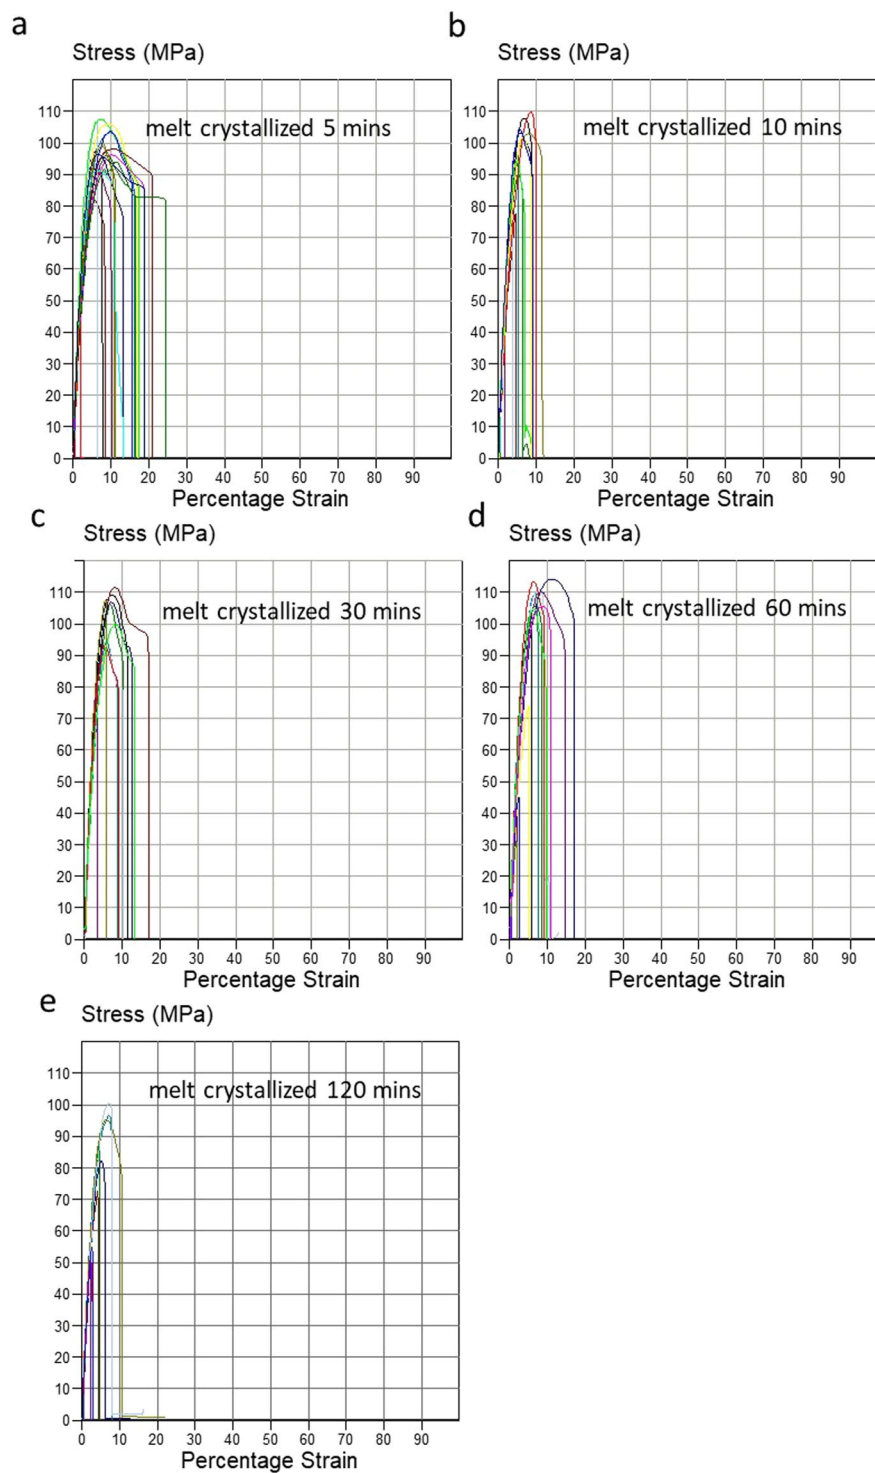 a
Stress (MPa)
110
100
90
80
70
60
50
40
30
20
10
0
melt crystallized 5 mins
0 10 20 30 40 50 60 70 80 90
Percentage Strain
b
Stress (MPa)
110
100
90
80
70
60
50
40
30
20
10
0
melt crystallized 10 mins
0 10 20 30 40 50 60 70 80 90
Percentage Strain
c
Stress (MPa)
110
100
90
80
70
60
50
40
30
20
10
0
melt crystallized 30 mins
0 10 20 30 40 50 60 70 80 90
Percentage Strain
d
Stress (MPa)
110
100
90
80
70
60
50
40
30
20
10
0
melt crystallized 60 mins
0 10 20 30 40 50 60 70 80 90
Percentage Strain
e
Stress (MPa)
110
100
90
80
70
60
50
40
30
20
10
0
melt crystallized 120 mins
0 10 20 30 40 50 60 70 80 90
Percentage Strain